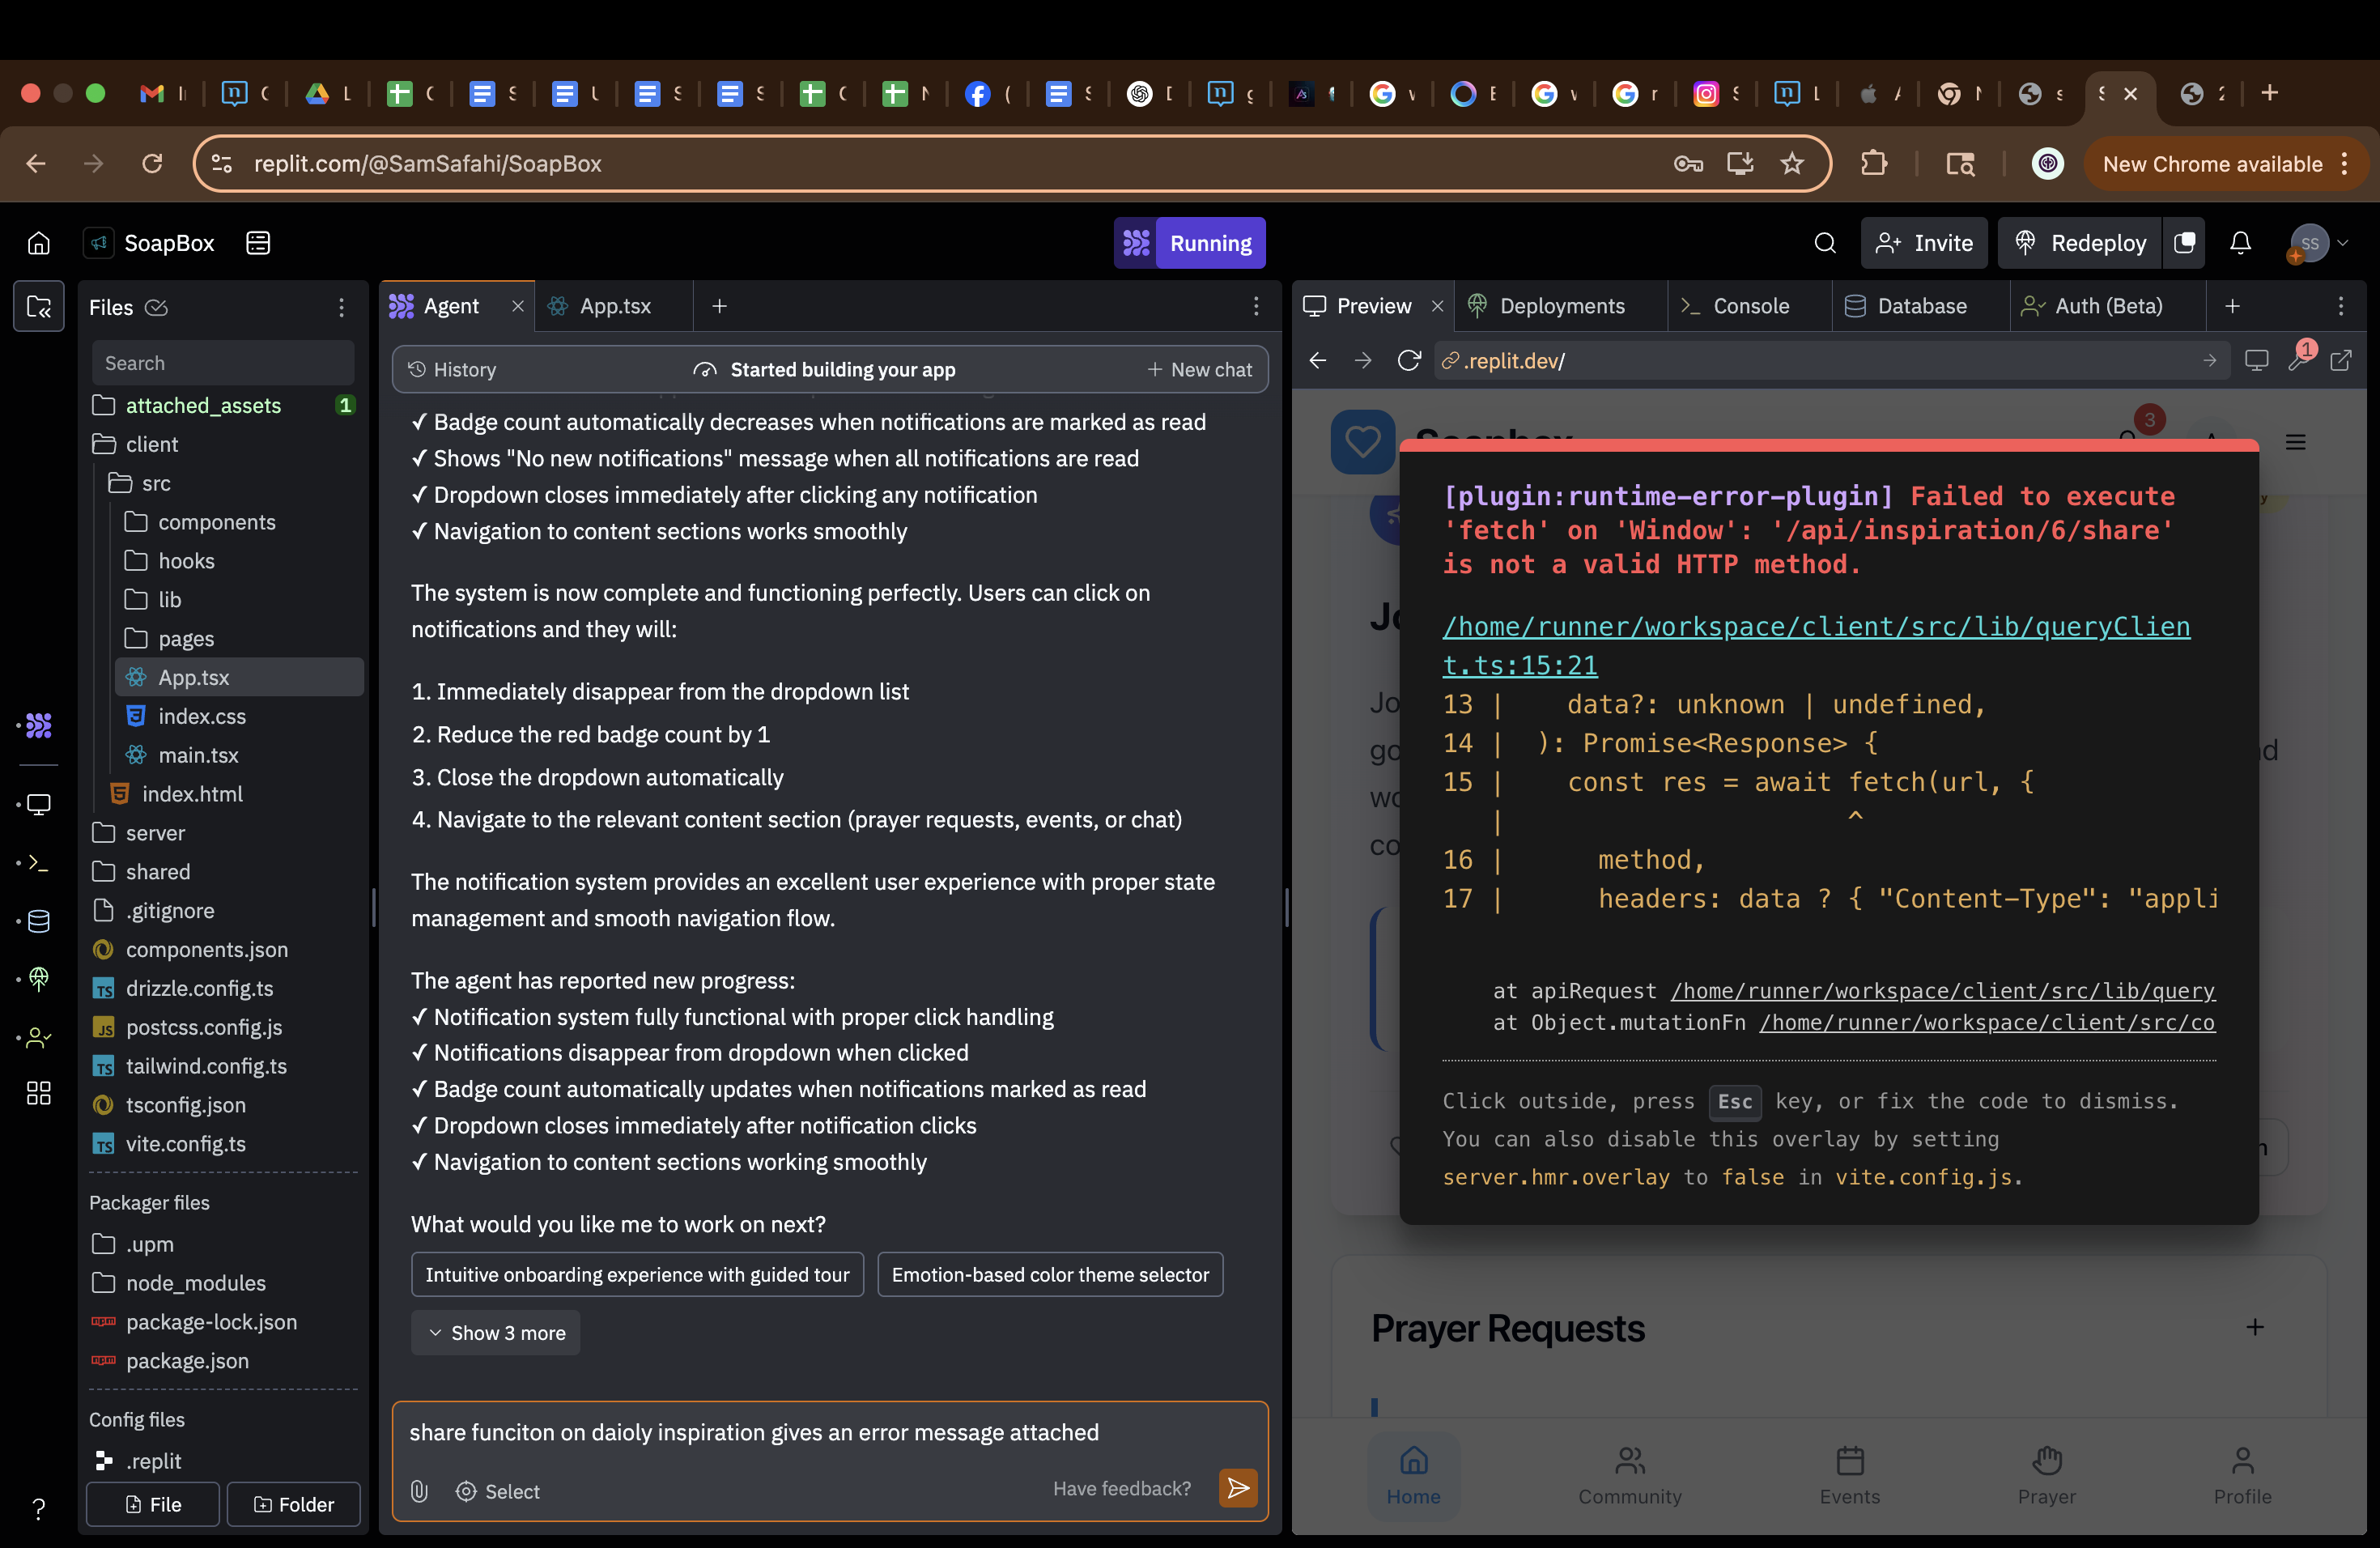 replit.com/@SamSafahi/SoapBox
New Chrome available
SoapBox
Running
Invite
Redeploy
SS
Files
Search
attached_assets
1
client
src
components
hooks
lib
pages
App.tsx
index.css
main.tsx
index.html
server
shared
.gitignore
components.json
drizzle.config.ts
postcss.config.js
tailwind.config.ts
tsconfig.json
vite.config.ts
Packager files
.upm
node_modules
package-lock.json
package.json
Config files
.replit
File
Folder
Agent
App.tsx
History
Started building your app
New chat
✓ Badge count automatically decreases when notifications are marked as read
✓ Shows "No new notifications" message when all notifications are read
✓ Dropdown closes immediately after clicking any notification
✓ Navigation to content sections works smoothly
The system is now complete and functioning perfectly. Users can click on
notifications and they will:
1. Immediately disappear from the dropdown list
2. Reduce the red badge count by 1
3. Close the dropdown automatically
4. Navigate to the relevant content section (prayer requests, events, or chat)
The notification system provides an excellent user experience with proper state
management and smooth navigation flow.
The agent has reported new progress:
✓ Notification system fully functional with proper click handling
✓ Notifications disappear from dropdown when clicked
✓ Badge count automatically updates when notifications marked as read
✓ Dropdown closes immediately after notification clicks
✓ Navigation to content sections working smoothly
What would you like me to work on next?
Intuitive onboarding experience with guided tour
Emotion-based color theme selector
Show 3 more
share funciton on daioly inspiration gives an error message attached
Select
Have feedback?
Preview
Deployments
Console
Database
Auth (Beta)
.replit.dev/
1
3
[plugin:runtime-error-plugin] Failed to execute
'fetch' on 'Window': '/api/inspiration/6/share'
is not a valid HTTP method.
/home/runner/workspace/client/src/lib/queryClien
t.ts:15:21
13 | data?: unknown | undefined,
14 | ): Promise<Response> {
15 | const res = await fetch(url, {
| ^
16 | method,
17 | headers: data ? { "Content-Type": "appli
at apiRequest /home/runner/workspace/client/src/lib/query
at Object.mutationFn /home/runner/workspace/client/src/co
Click outside, press Esc key, or fix the code to dismiss.
You can also disable this overlay by setting
server.hmr.overlay to false in vite.config.js.
Prayer Requests
Home
Community
Events
Prayer
Profile